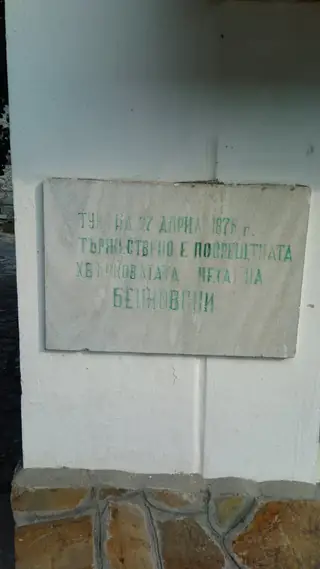 ТУК НА 27 АПРИЛ 1876 г.
ТЪРЖЕСТВЕНО Е ПОСРЕЩНАТА
ХВЪРКОВАТАТА ЧЕТА НА
БЕНКОВСКИ